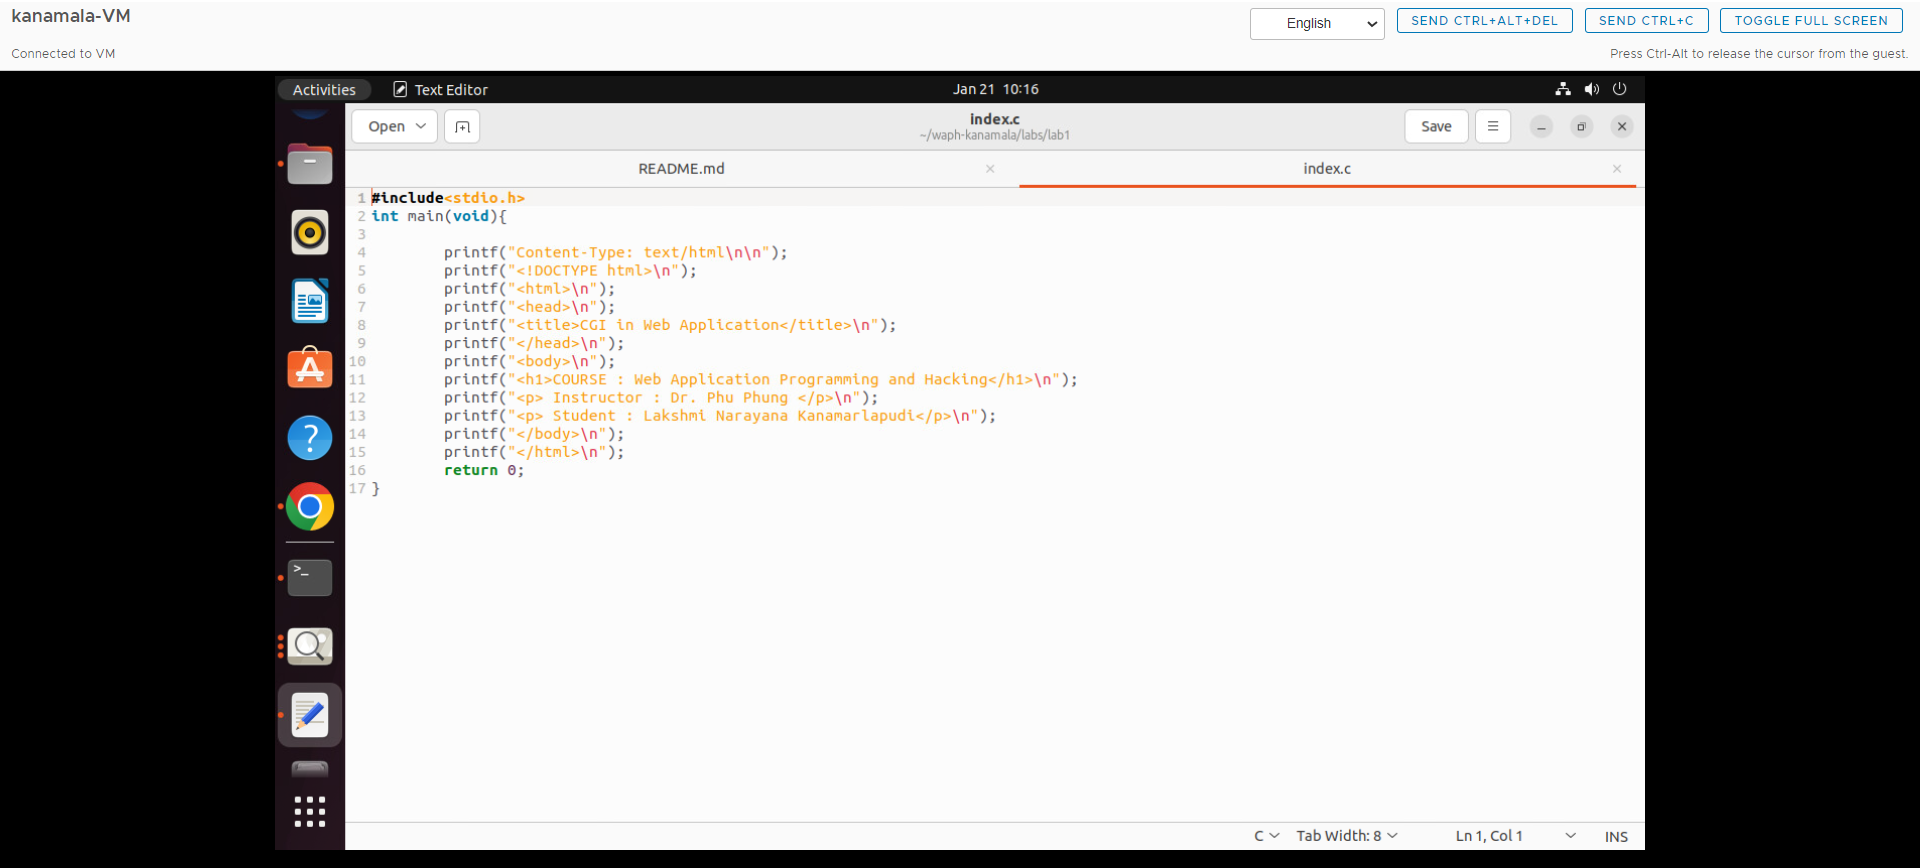 kanamala-VM
English
SEND CTRL+ALT+DEL
SEND CTRL+C
TOGGLE FULL SCREEN
Connected to VM
Press Ctrl-Alt to release the cursor from the guest.
Activities
Text Editor
Jan 21 10:16
Open
index.c
~/waph-kanamala/labs/lab1
Save
README.md
index.c
1 #include<stdio.h>
2 int main(void){
3
4 printf("Content-Type: text/html\n\n");
5 printf("<!DOCTYPE html>\n");
6 printf("<html>\n");
7 printf("<head>\n");
8 printf("<title>CGI in Web Application</title>\n");
9 printf("</head>\n");
10 printf("<body>\n");
11 printf("<h1>COURSE : Web Application Programming and Hacking</h1>\n");
12 printf("<p> Instructor : Dr. Phu Phung </p>\n");
13 printf("<p> Student : Lakshmi Narayana Kanamarlapudi</p>\n");
14 printf("</body>\n");
15 printf("</html>\n");
16 return 0;
17 }
C
Tab Width: 8
Ln 1, Col 1
INS